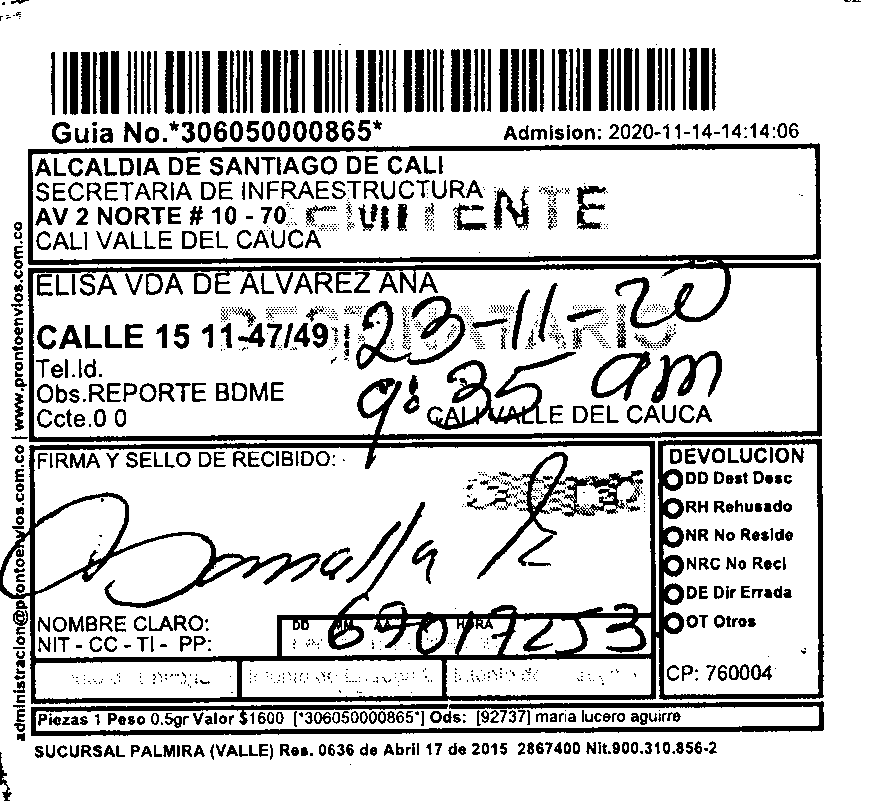 Guia No.*306050000865*
Admision: 2020-11-14-14:14:06
ALCALDIA DE SANTIAGO DE CALI
SECRETARIA DE INFRAESTRUCTURA
AV 2 NORTE # 10 - 70
CALI VALLE DEL CAUCA
ELISA VDA DE ALVAREZ ANA
DESTINATARIO
CALLE 15 11-47/49
23-11-20
Tel.Id.
9:35 am
Obs.REPORTE BDME
Ccte.0 0
CALI VALLE DEL CAUCA
www.prontoenvios.com.co
administracion@prontoenvios.com.co
FIRMA Y SELLO DE RECIBIDO:
NOMBRE CLARO:
NIT - CC - TI - PP:
DD MM AA HORA
67017253
DEVOLUCION
DD Dest Desc
RH Rehusado
NR No Reside
NRC No Reci
DE Dir Errada
OT Otros
CP: 760004
Piezas 1 Peso 0.5gr Valor $1600 [*306050000865*] Ods: [92737] maria lucero aguirre
SUCURSAL PALMIRA (VALLE) Res. 0636 de Abril 17 de 2015 2867400 Nit.900.310.856-2